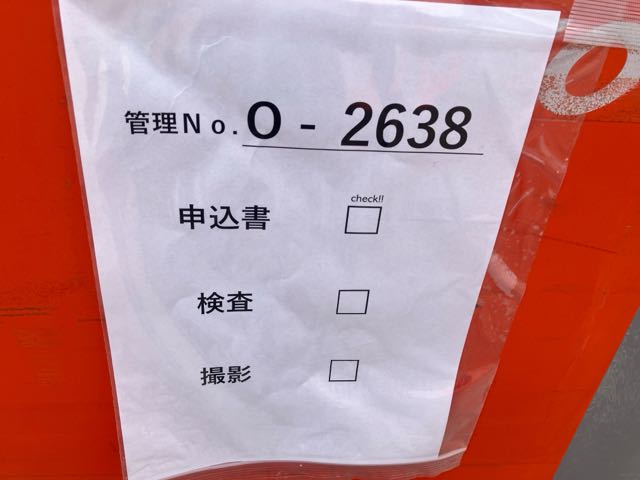 管理No. O - 2638
check!!
申込書 □
検査 □
撮影 □